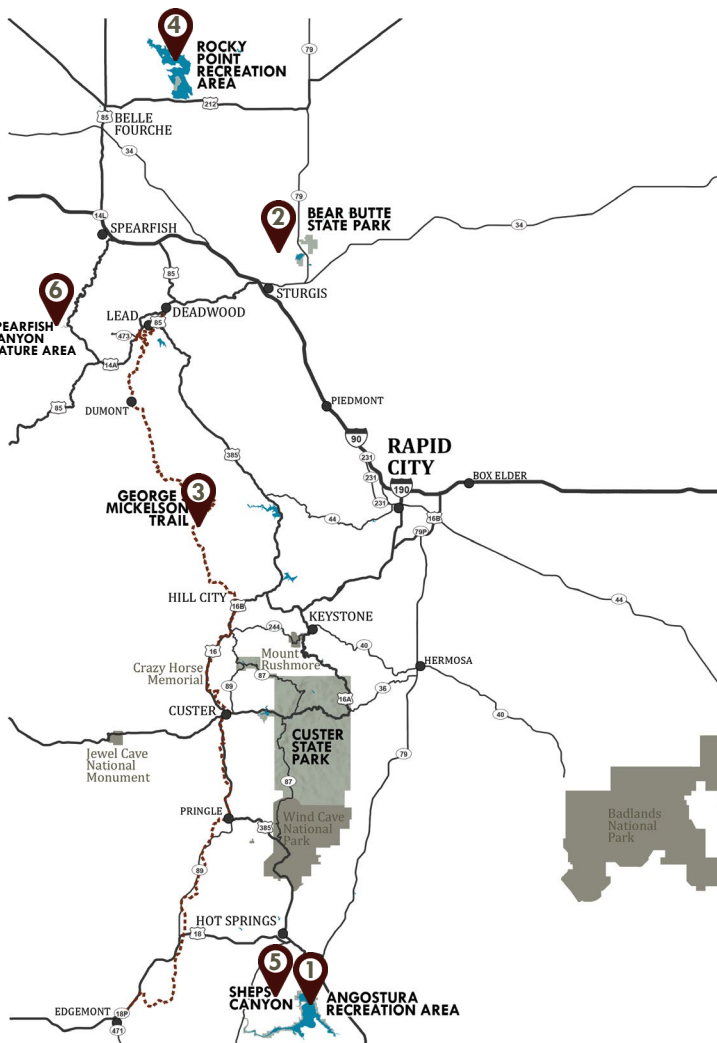 4
ROCKY
POINT
RECREATION
AREA
79
212
85
BELLE
FOURCHE
34
79
2
BEAR BUTTE
STATE PARK
14L
34
SPEARFISH
85
6
STURGIS
DEADWOOD
LEAD
85
PEARFISH
ANYON
ATURE AREA
473
14A
85
DUMONT
PIEDMONT
90
RAPID
CITY
385
231
231
BOX ELDER
190
231
3
GEORGE S.
MICKELSON
TRAIL
44
16B
79P
HILL CITY
16B
44
KEYSTONE
244
16
Mount
Rushmore
40
HERMOSA
Crazy Horse
Memorial
87
89
36
16A
CUSTER
40
CUSTER
STATE
PARK
79
Jewel Cave
National
Monument
87
PRINGLE
385
Wind Cave
National
Park
Badlands
National
Park
89
HOT SPRINGS
18
5
1
SHEPS
CANYON
ANGOSTURA
RECREATION AREA
EDGEMONT
18P
471